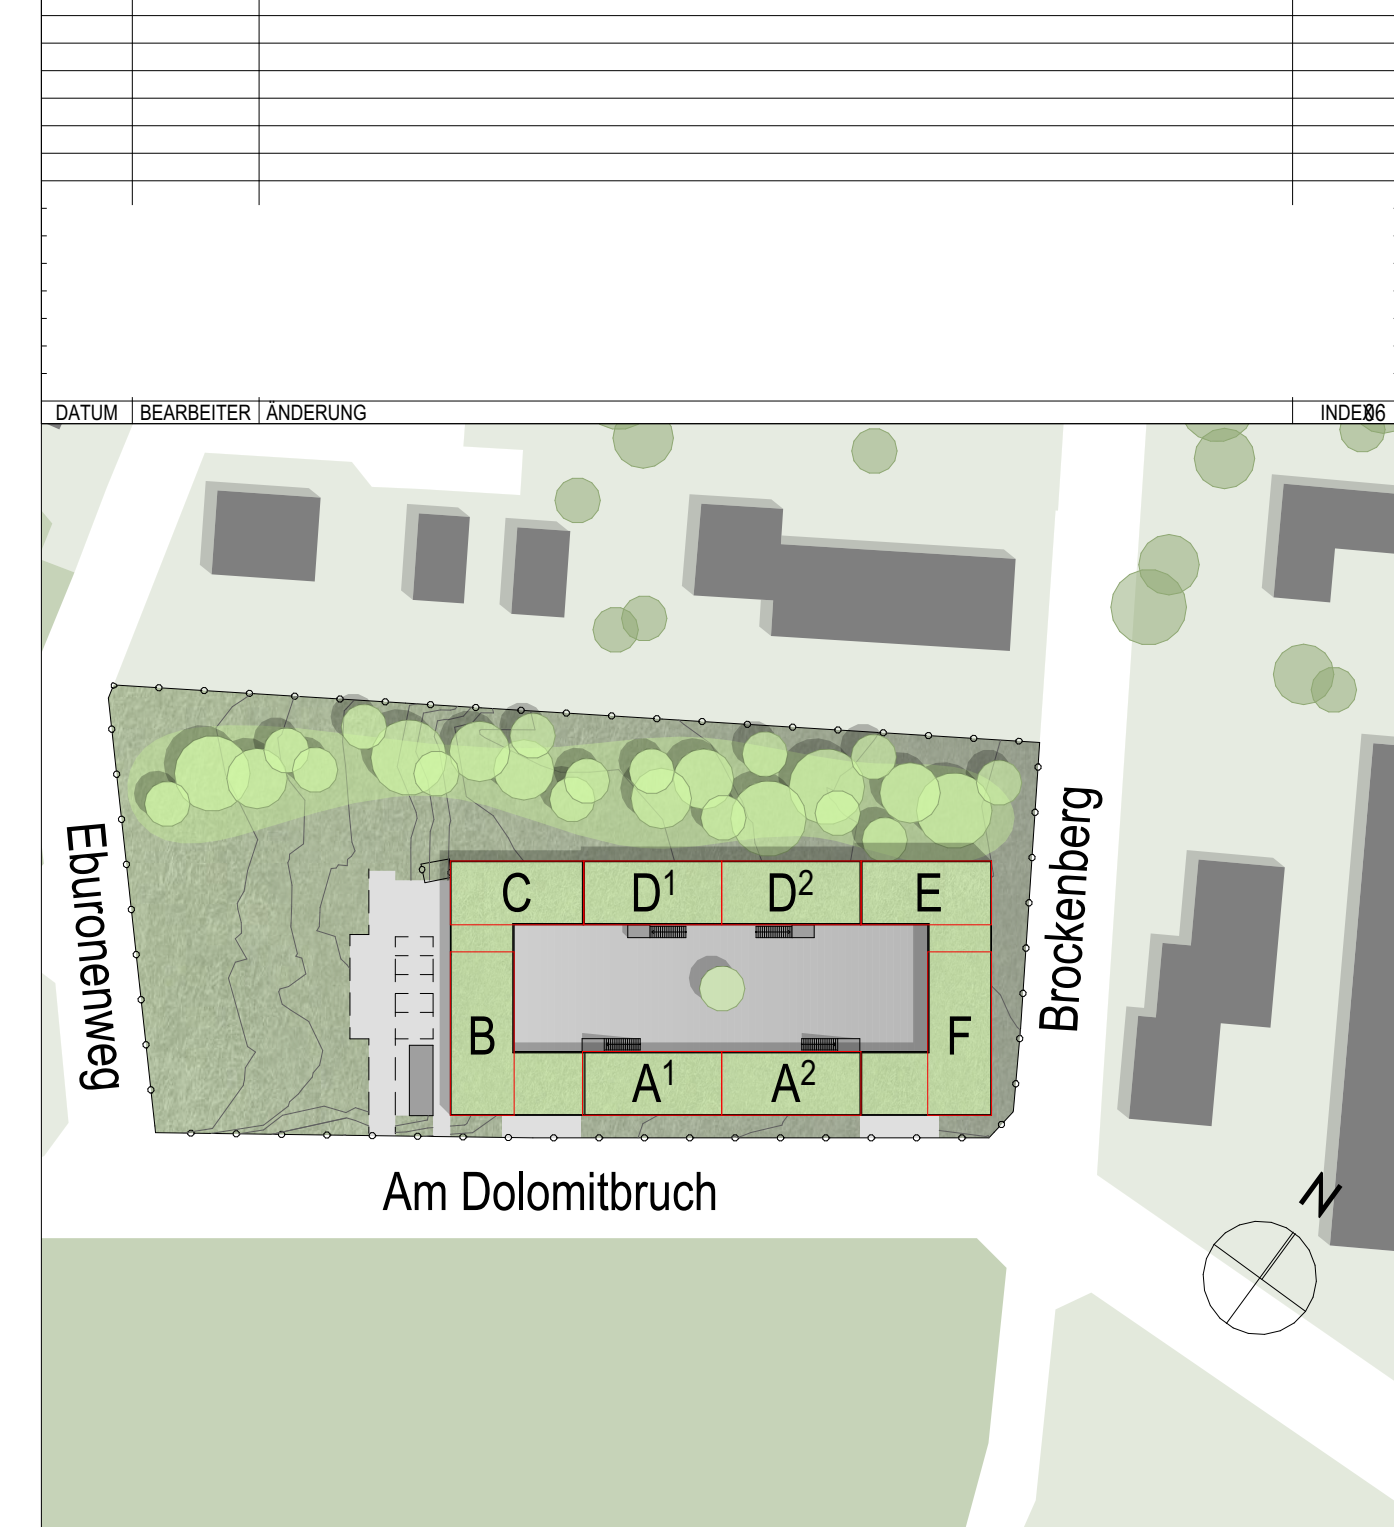 DATUM BEARBEITER ÄNDERUNG INDEX 06
C D¹ D² E
Eburonenweg
Brockenberg
B F
A¹ A²
Am Dolomitbruch
N